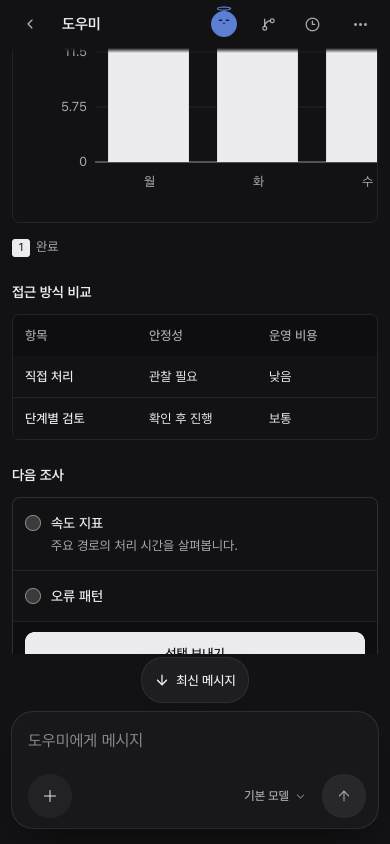 도우미
11.5
5.75
0
월
화
수
1 완료
접근 방식 비교
항목 안정성 운영 비용
직접 처리 관찰 필요 낮음
단계별 검토 확인 후 진행 보통
다음 조사
속도 지표
주요 경로의 처리 시간을 살펴봅니다.
오류 패턴
선택 보내기
최신 메시지
도우미에게 메시지
기본 모델